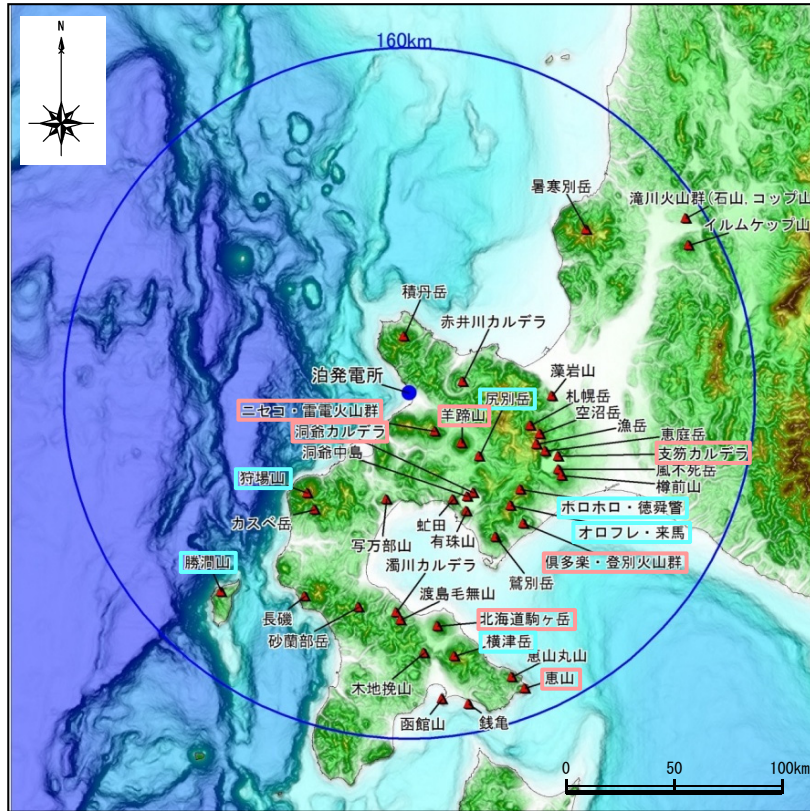 N
160km
暑寒別岳
滝川火山群(石山, コップ山
イルムケップ山
積丹岳
赤井川カルデラ
泊発電所
尻別岳
藻岩山
ニセコ・雷電火山群
羊蹄山
札幌岳
空沼岳
洞爺カルデラ
漁岳
恵庭岳
洞爺中島
支笏カルデラ
風不死岳
狩場山
樽前山
カスベ岳
ホロホロ・徳舜瞥
写万部山
虻田
有珠山
オロフレ・来馬
勝澗山
濁川カルデラ
鷲別岳
倶多楽・登別火山群
渡島毛無山
長磯
北海道駒ヶ岳
砂蘭部岳
横津岳
恵山丸山
木地挽山
恵山
函館山
銭亀
0
50
100km